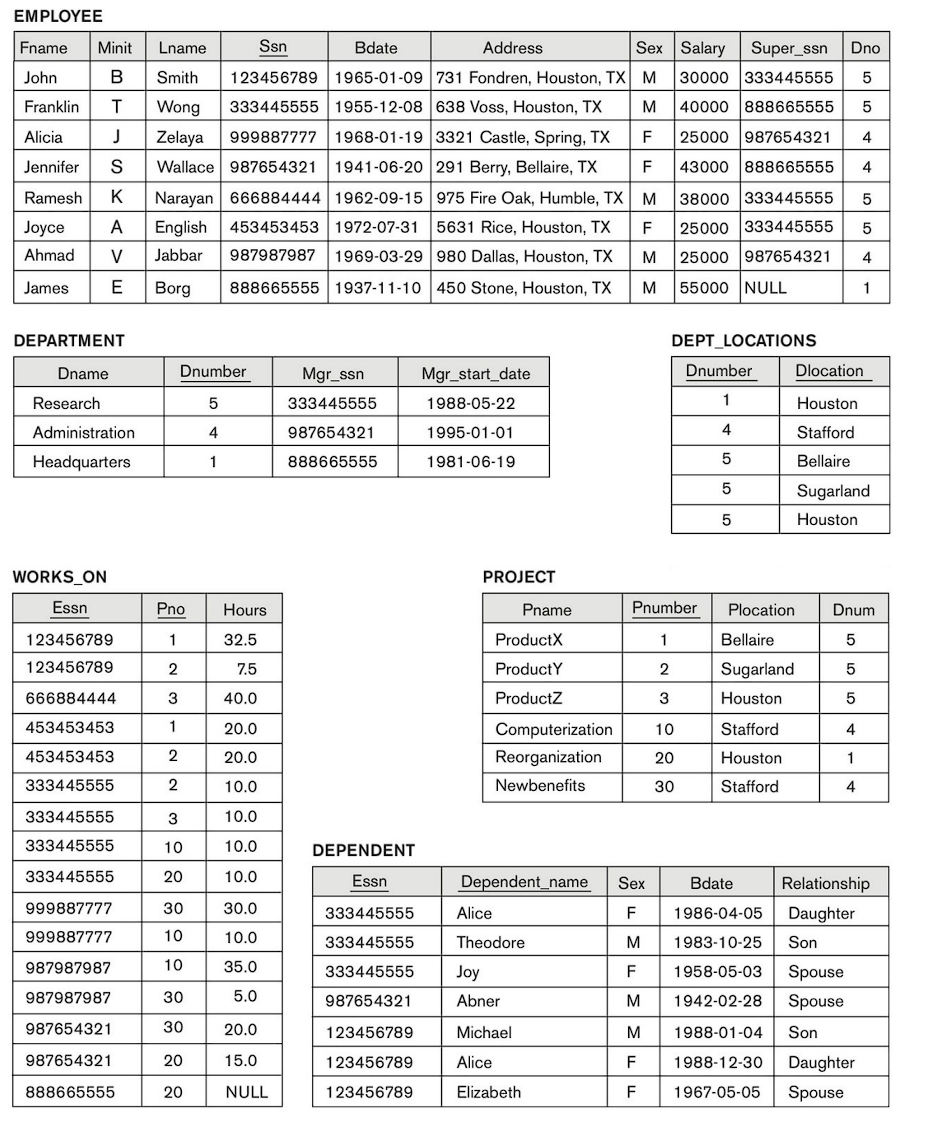 EMPLOYEE
Fname Minit Lname Ssn Bdate Address Sex Salary Super_ssn Dno
John B Smith 123456789 1965-01-09 731 Fondren, Houston, TX M 30000 333445555 5
Franklin T Wong 333445555 1955-12-08 638 Voss, Houston, TX M 40000 888665555 5
Alicia J Zelaya 999887777 1968-01-19 3321 Castle, Spring, TX F 25000 987654321 4
Jennifer S Wallace 987654321 1941-06-20 291 Berry, Bellaire, TX F 43000 888665555 4
Ramesh K Narayan 666884444 1962-09-15 975 Fire Oak, Humble, TX M 38000 333445555 5
Joyce A English 453453453 1972-07-31 5631 Rice, Houston, TX F 25000 333445555 5
Ahmad V Jabbar 987987987 1969-03-29 980 Dallas, Houston, TX M 25000 987654321 4
James E Borg 888665555 1937-11-10 450 Stone, Houston, TX M 55000 NULL 1
DEPARTMENT
Dname Dnumber Mgr_ssn Mgr_start_date
Research 5 333445555 1988-05-22
Administration 4 987654321 1995-01-01
Headquarters 1 888665555 1981-06-19
DEPT_LOCATIONS
Dnumber Dlocation
1 Houston
4 Stafford
5 Bellaire
5 Sugarland
5 Houston
WORKS_ON
Essn Pno Hours
123456789 1 32.5
123456789 2 7.5
666884444 3 40.0
453453453 1 20.0
453453453 2 20.0
333445555 2 10.0
333445555 3 10.0
333445555 10 10.0
333445555 20 10.0
999887777 30 30.0
999887777 10 10.0
987987987 10 35.0
987987987 30 5.0
987654321 30 20.0
987654321 20 15.0
888665555 20 NULL
PROJECT
Pname Pnumber Plocation Dnum
ProductX 1 Bellaire 5
ProductY 2 Sugarland 5
ProductZ 3 Houston 5
Computerization 10 Stafford 4
Reorganization 20 Houston 1
Newbenefits 30 Stafford 4
DEPENDENT
Essn Dependent_name Sex Bdate Relationship
333445555 Alice F 1986-04-05 Daughter
333445555 Theodore M 1983-10-25 Son
333445555 Joy F 1958-05-03 Spouse
987654321 Abner M 1942-02-28 Spouse
123456789 Michael M 1988-01-04 Son
123456789 Alice F 1988-12-30 Daughter
123456789 Elizabeth F 1967-05-05 Spouse